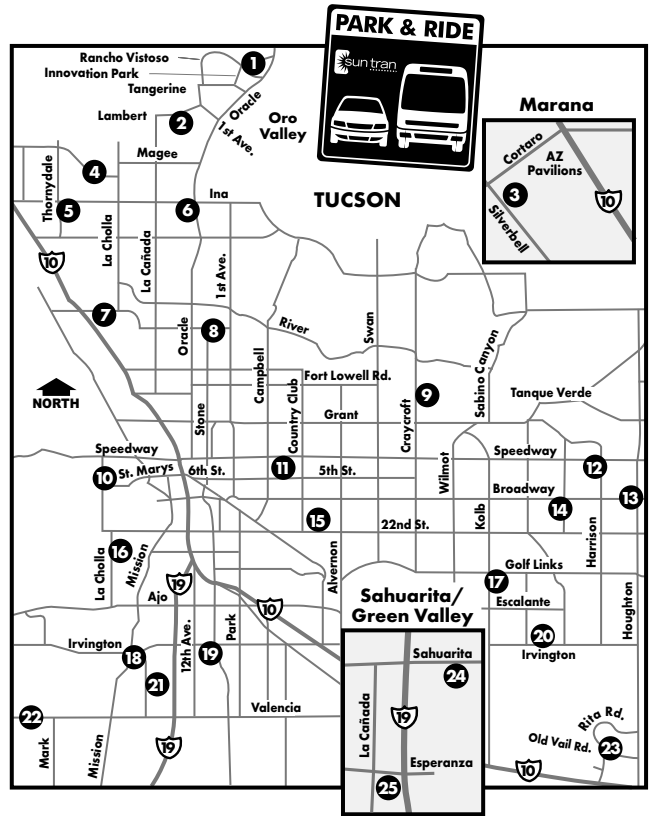 PARK & RIDE
sun tran
Rancho Vistoso
1
Innovation Park
Tangerine
Oracle
Lambert
2
Oro
Valley
1st Ave.
Marana
Cortaro
AZ
Pavilions
3
10
Silverbell
Magee
4
Thornydale
Ina
TUCSON
5
6
La Cholla
La Cañada
1st Ave.
10
7
Oracle
8
River
Swan
Campbell
Sabino Canyon
NORTH
Fort Lowell Rd.
9
Tanque Verde
Stone
Country Club
Grant
Craycroft
Speedway
Speedway
10
St. Marys
6th St.
11
5th St.
Wilmot
12
Broadway
13
14
15
22nd St.
Kolb
Harrison
16
La Cholla
Mission
Alvernon
Golf Links
17
19
Ajo
10
Escalante
Houghton
Sahuarita/
Green Valley
Park
12th Ave.
Irvington
18
19
20
Irvington
Sahuarita
24
21
La Cañada
19
22
Valencia
Rita Rd.
Old Vail Rd.
23
Mark
Mission
19
Esperanza
25
10